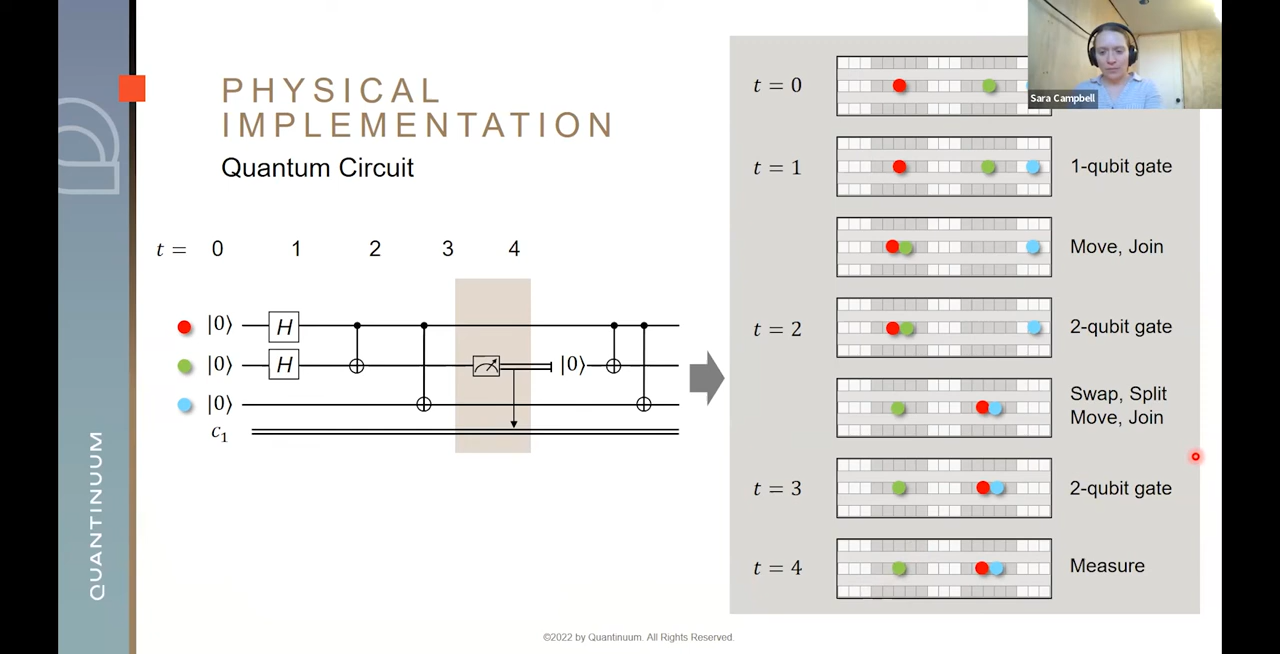 PHYSICAL
IMPLEMENTATION
Quantum Circuit
t = 0 1 2 3 4
|0⟩ H
|0⟩ H |0⟩
|0⟩
c₁
t = 0
t = 1 1-qubit gate
Move, Join
t = 2 2-qubit gate
Swap, Split
Move, Join
t = 3 2-qubit gate
t = 4 Measure
Sara Campbell
QUANTINUUM
©2022 by Quantinuum. All Rights Reserved.